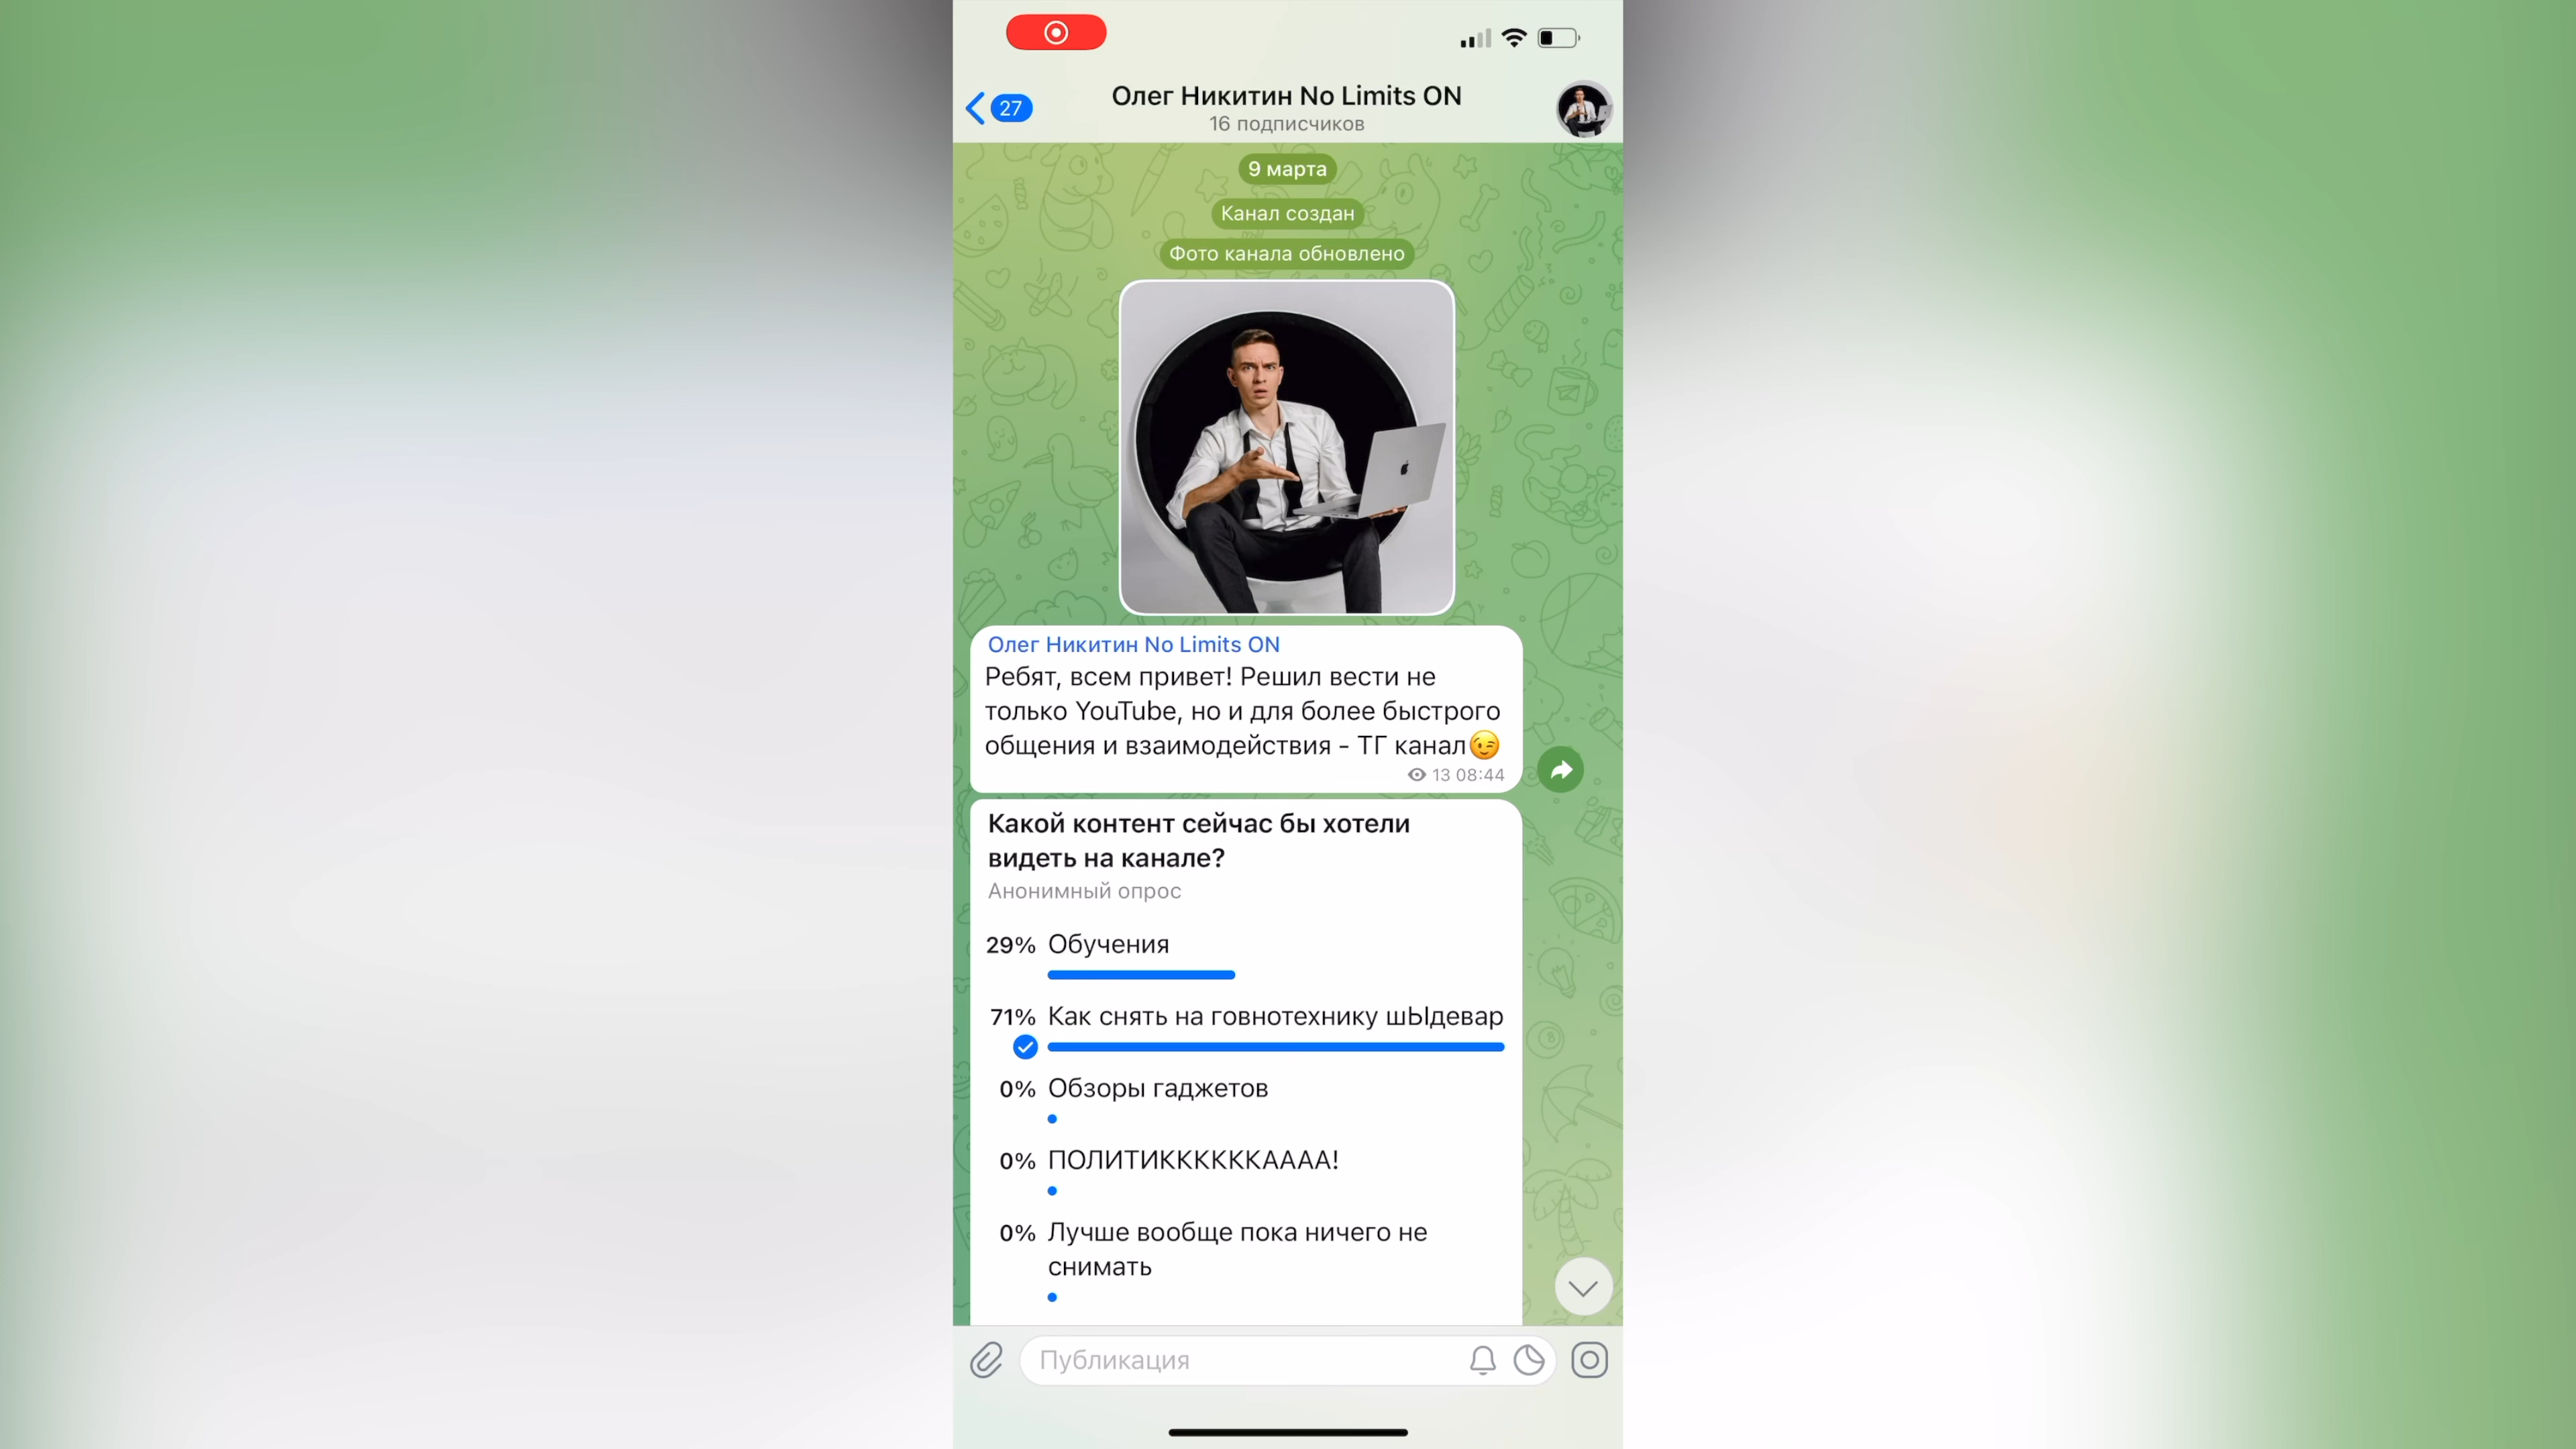 27
Олег Никитин No Limits ON
16 подписчиков
9 марта
Канал создан
Фото канала обновлено
Олег Никитин No Limits ON
Ребят, всем привет! Решил вести не
только YouTube, но и для более быстрого
общения и взаимодействия - ТГ канал😉
13 08:44
Какой контент сейчас бы хотели
видеть на канале?
Анонимный опрос
29% Обучения
71% Как снять на говнотехнику шЫдевар
0% Обзоры гаджетов
0% ПОЛИТИКККККKАААА!
0% Лучше вообще пока ничего не
снимать
Публикация